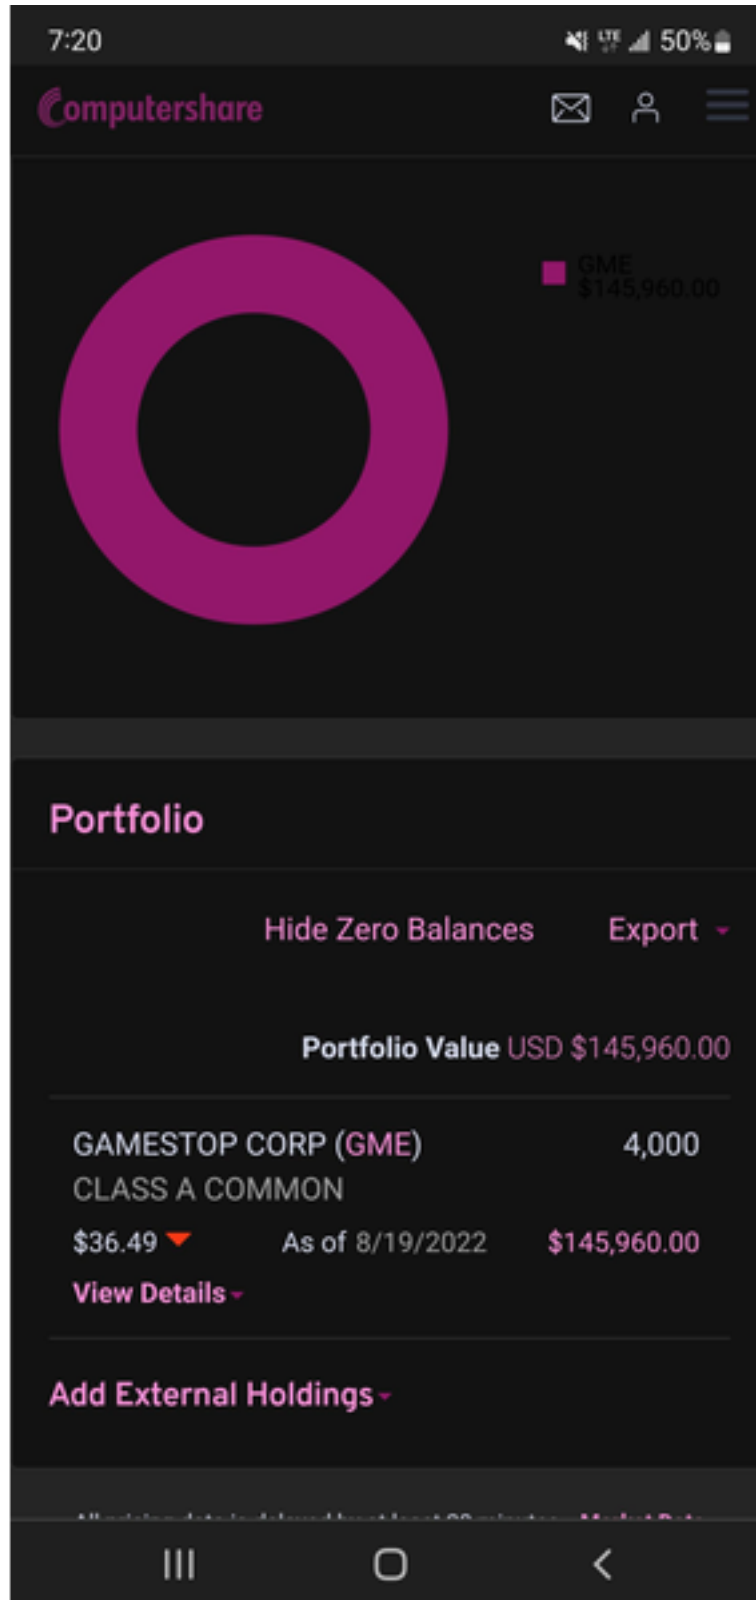 7:20 LTE 50%
Computershare
GME
$145,960.00
Portfolio
Hide Zero Balances Export
Portfolio Value USD $145,960.00
GAMESTOP CORP (GME) 4,000
CLASS A COMMON
$36.49 As of 8/19/2022 $145,960.00
View Details
Add External Holdings